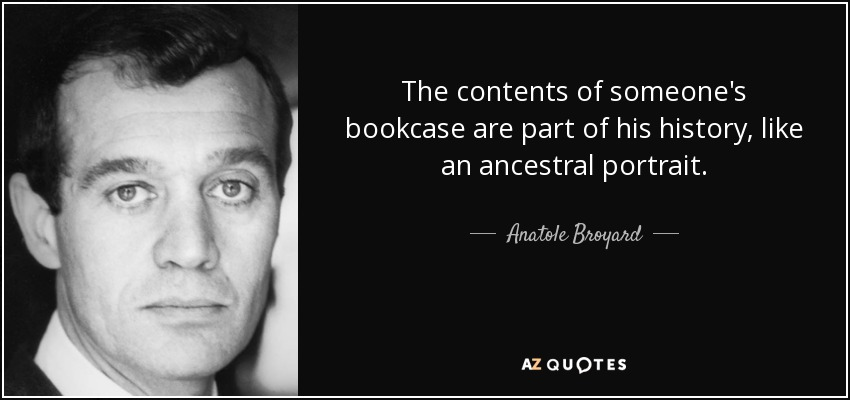 The contents of someone's
bookcase are part of his history, like
an ancestral portrait.
Anatole Broyard
AZ QUOTES